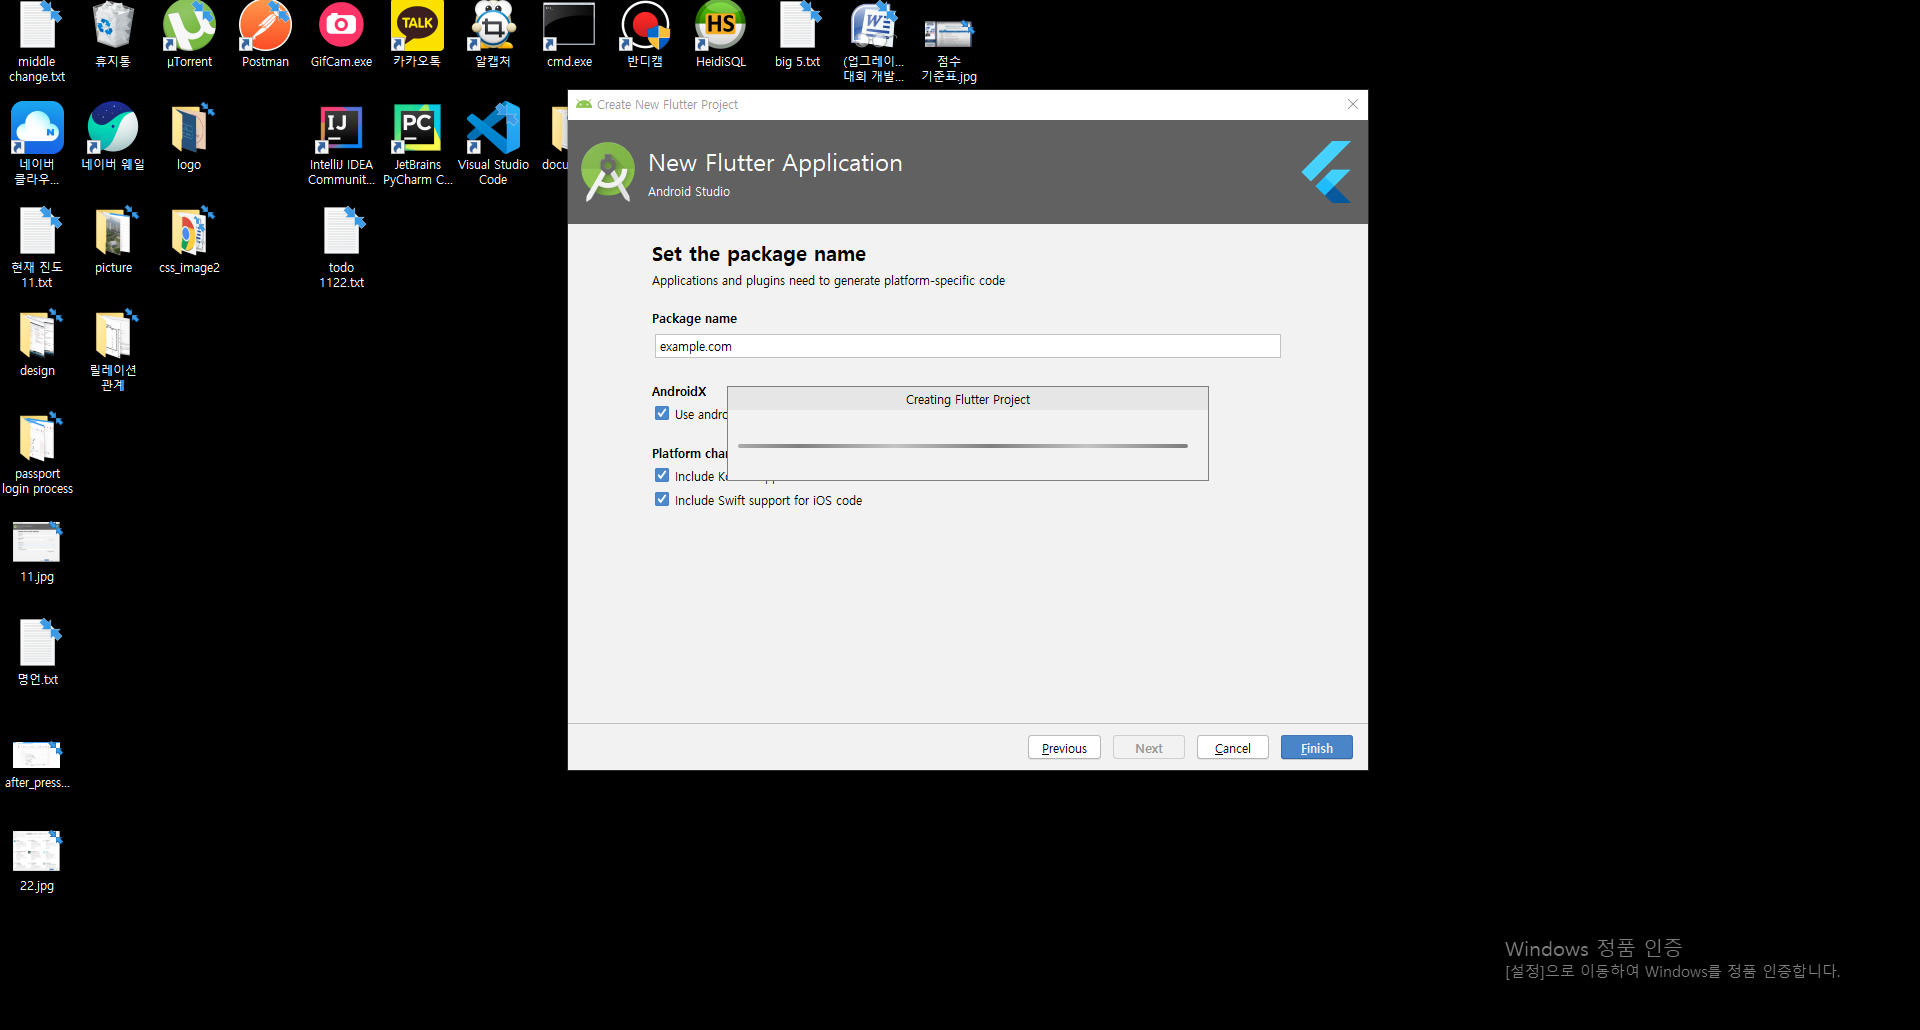 middle
change.txt
휴지통
µTorrent
Postman
GifCam.exe
카카오톡
TALK
알캡처
cmd.exe
반디캠
HS
HeidiSQL
big 5.txt
W
(업그레이...
대회 개발...
점수
기준표.jpg
N
네이버
클라우...
네이버 웨일
logo
IJ
IntelliJ IDEA
Communit...
PC
JetBrains
PyCharm C...
Visual Studio
Code
docu
현재 진도
11.txt
picture
css_image2
todo
1122.txt
design
릴레이션
관계
passport
login process
11.jpg
명언.txt
after_press...
22.jpg
Create New Flutter Project
New Flutter Application
Android Studio
Set the package name
Applications and plugins need to generate platform-specific code
Package name
example.com
AndroidX
Use andro
Creating Flutter Project
Platform chan
Include
Include Swift support for iOS code
Previous
Next
Cancel
Finish
Windows 정품 인증
[설정]으로 이동하여 Windows를 정품 인증합니다.